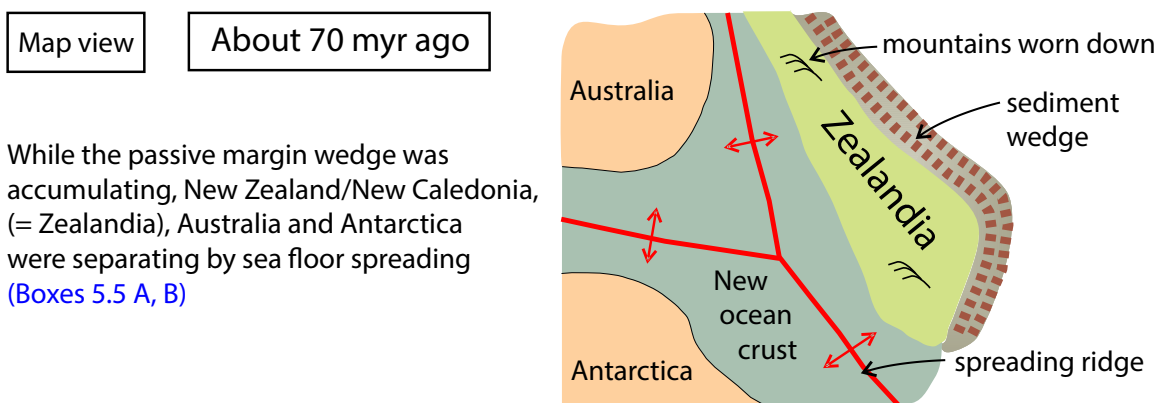 Map view
About 70 myr ago
While the passive margin wedge was
accumulating, New Zealand/New Caledonia,
(= Zealandia), Australia and Antarctica
were separating by sea floor spreading
(Boxes 5.5 A, B)
mountains worn down
Australia
sediment
wedge
Zealandia
New
ocean
crust
spreading ridge
Antarctica